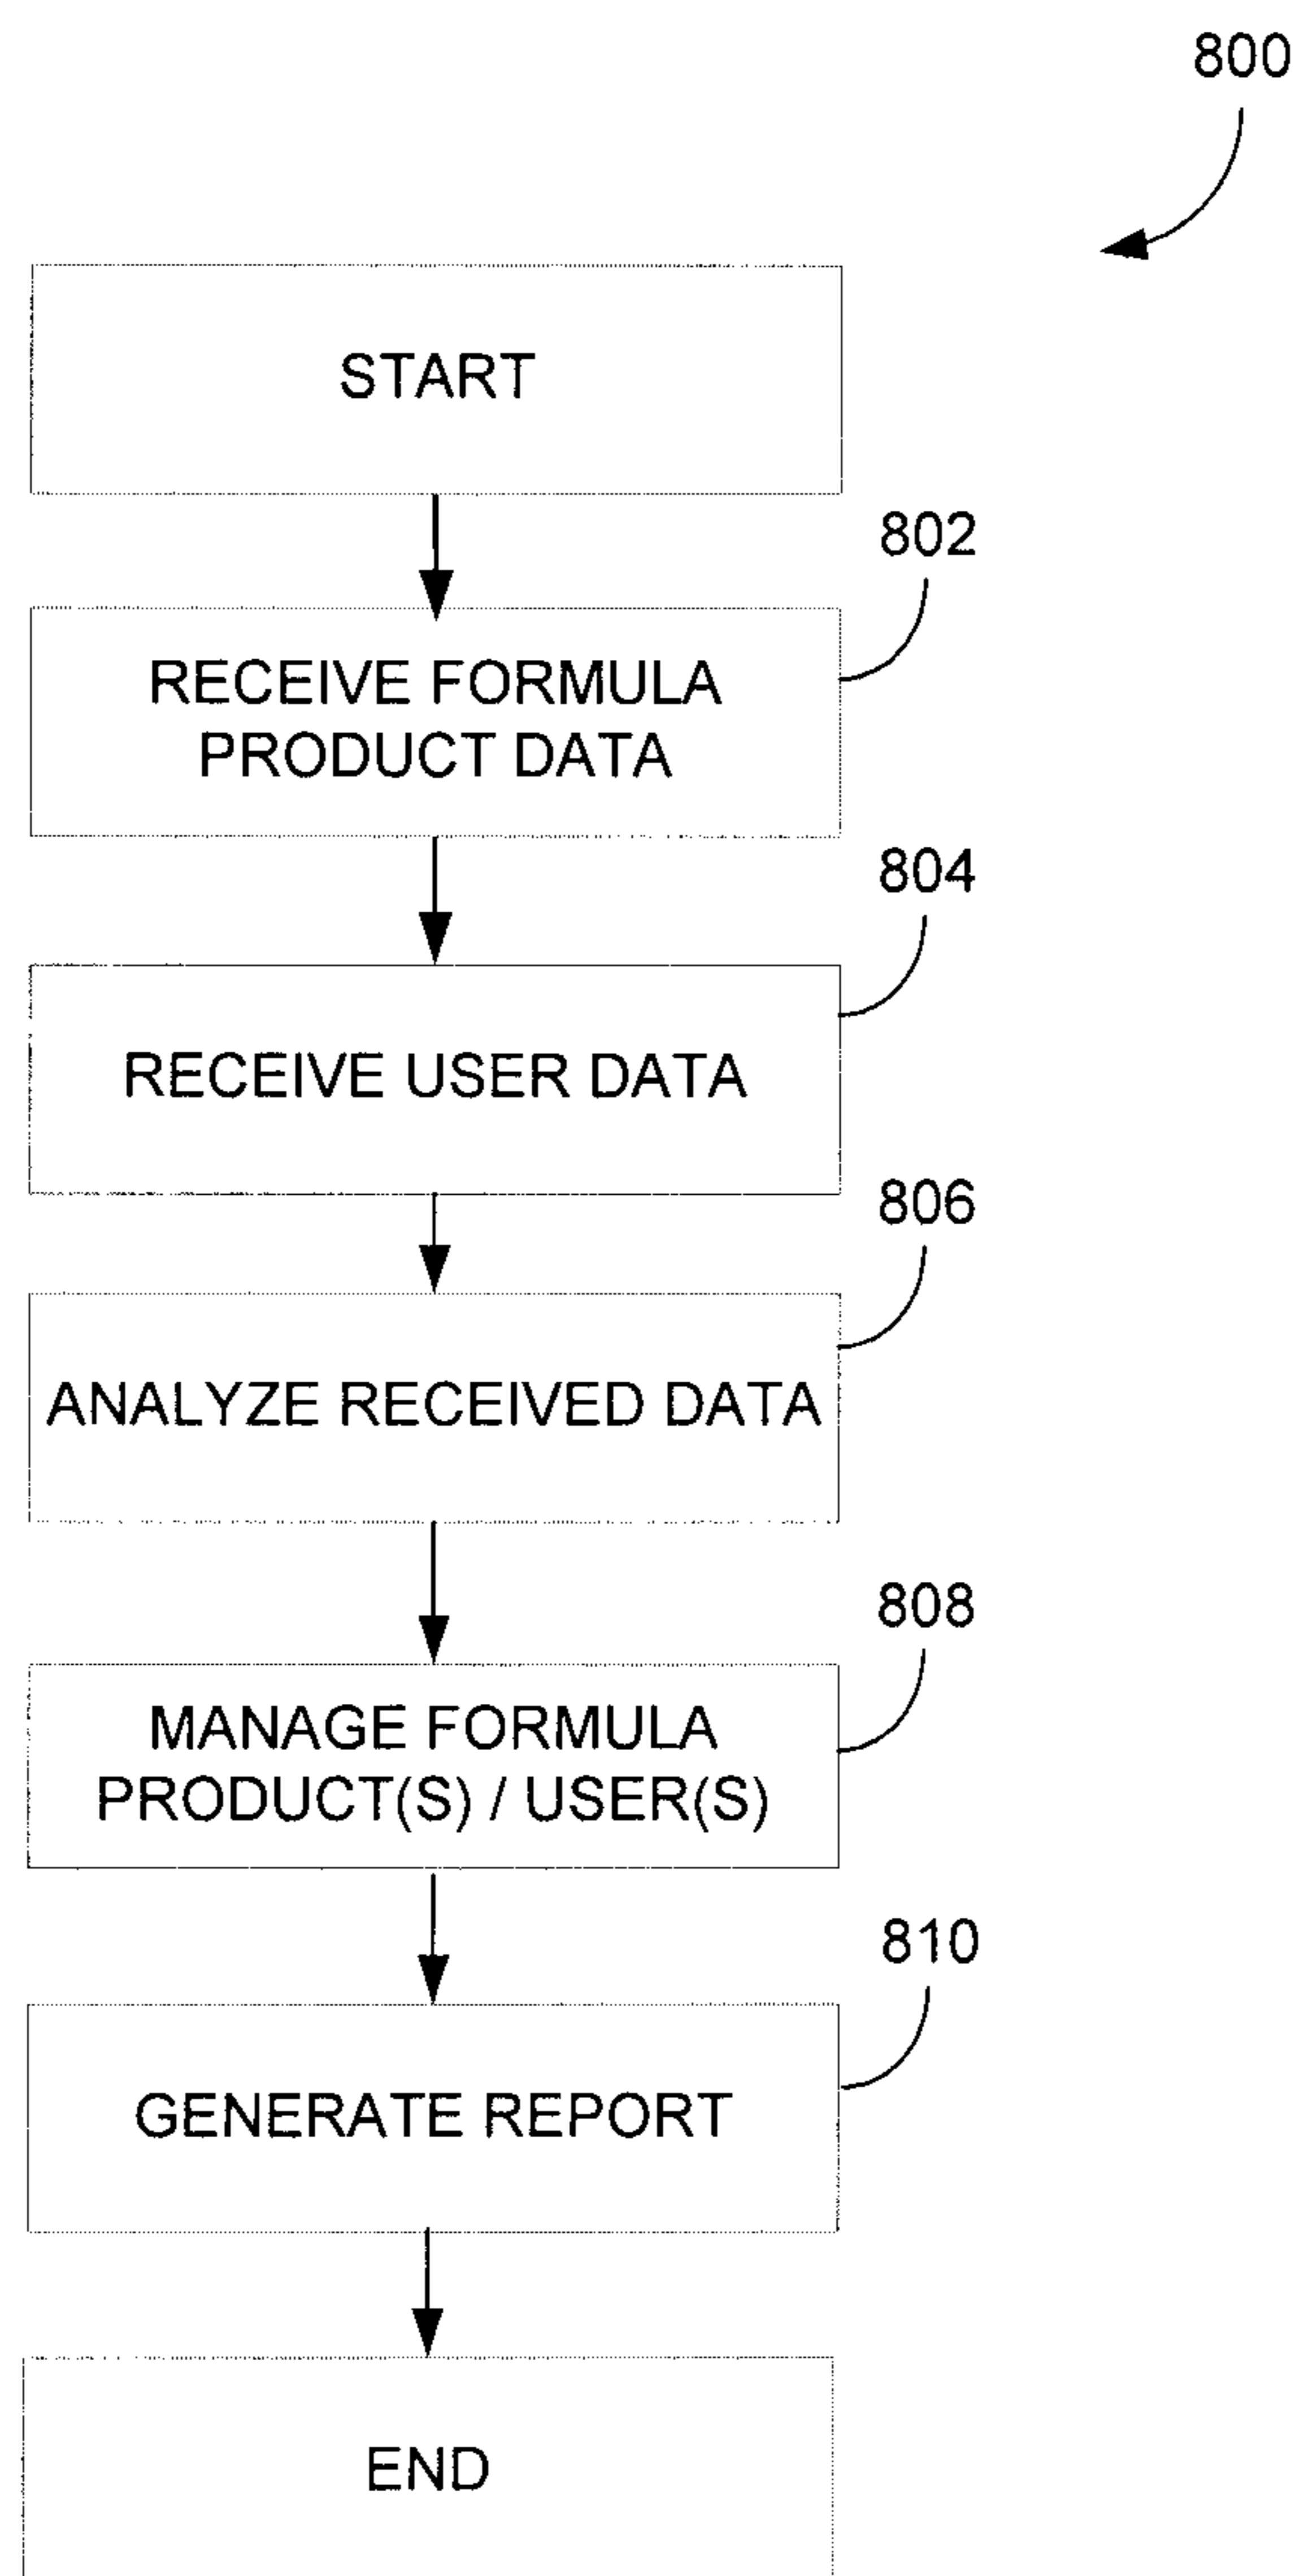 800
START
802
RECEIVE FORMULA
PRODUCT DATA
804
RECEIVE USER DATA
806
ANALYZE RECEIVED DATA
808
MANAGE FORMULA
PRODUCT(S) / USER(S)
810
GENERATE REPORT
END